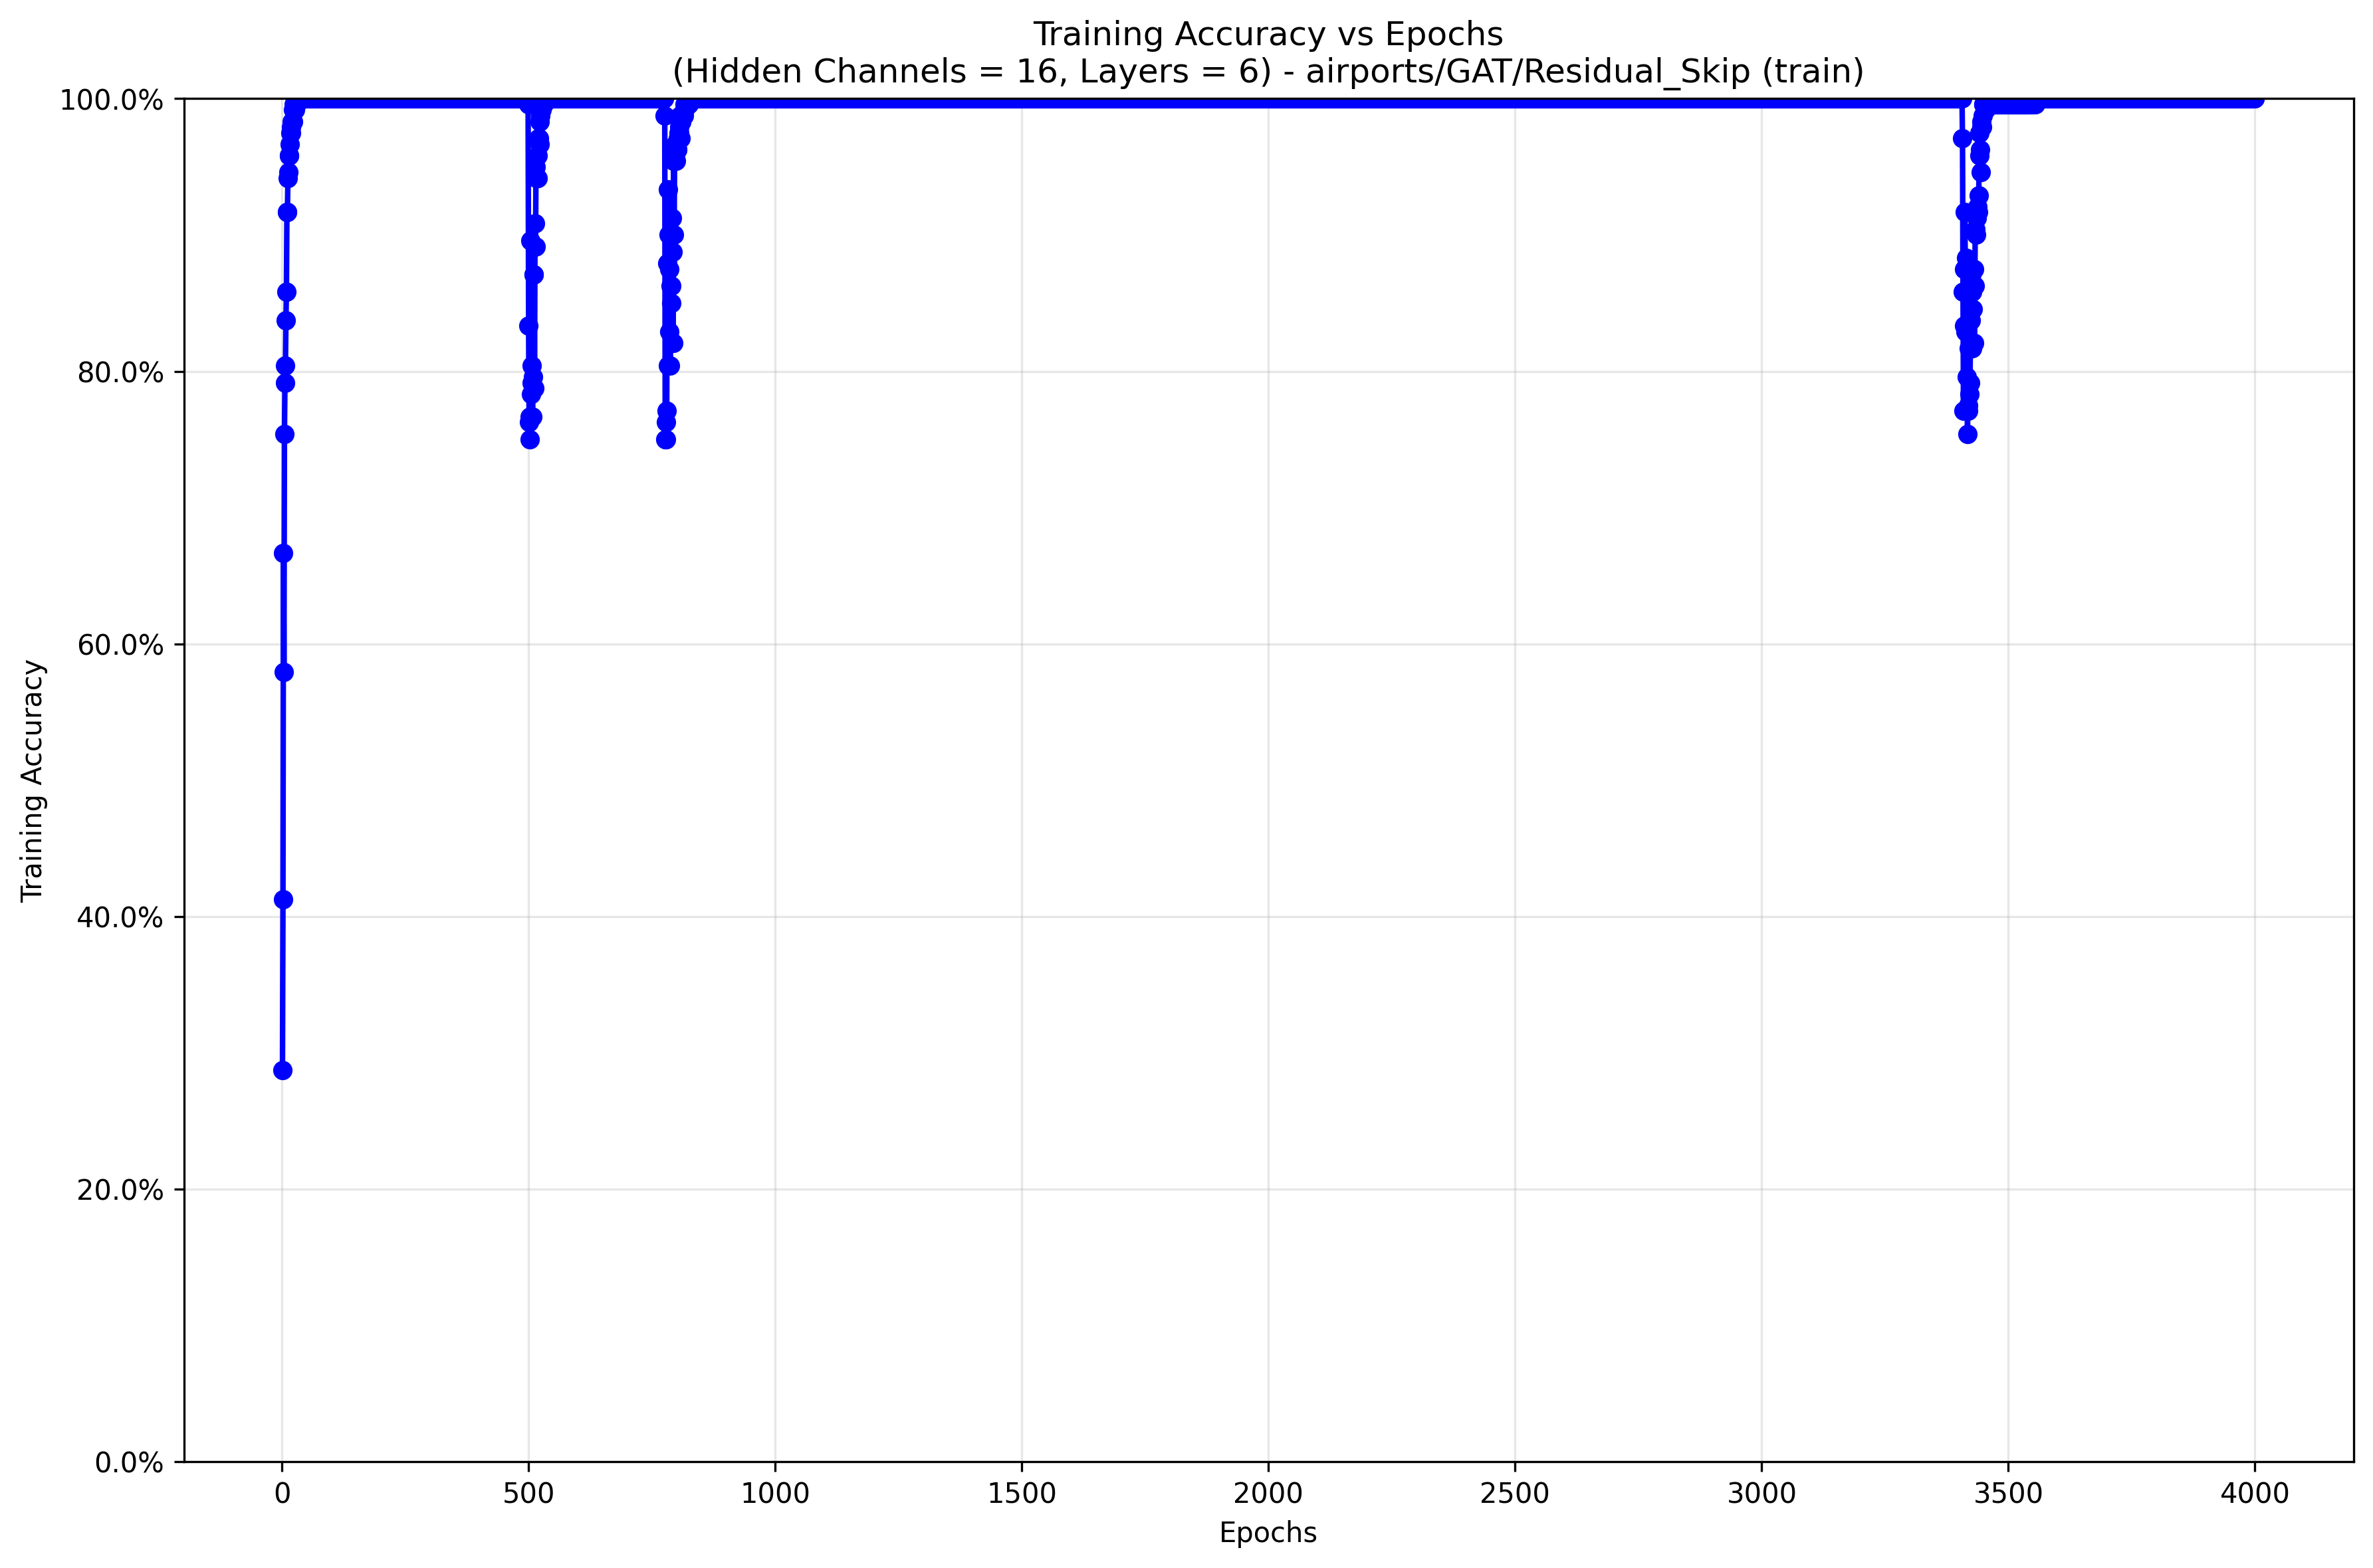 Training Accuracy vs Epochs
(Hidden Channels = 16, Layers = 6) - airports/GAT/Residual_Skip (train)
100.0%
80.0%
60.0%
40.0%
20.0%
0.0%
Training Accuracy
0 500 1000 1500 2000 2500 3000 3500 4000
Epochs